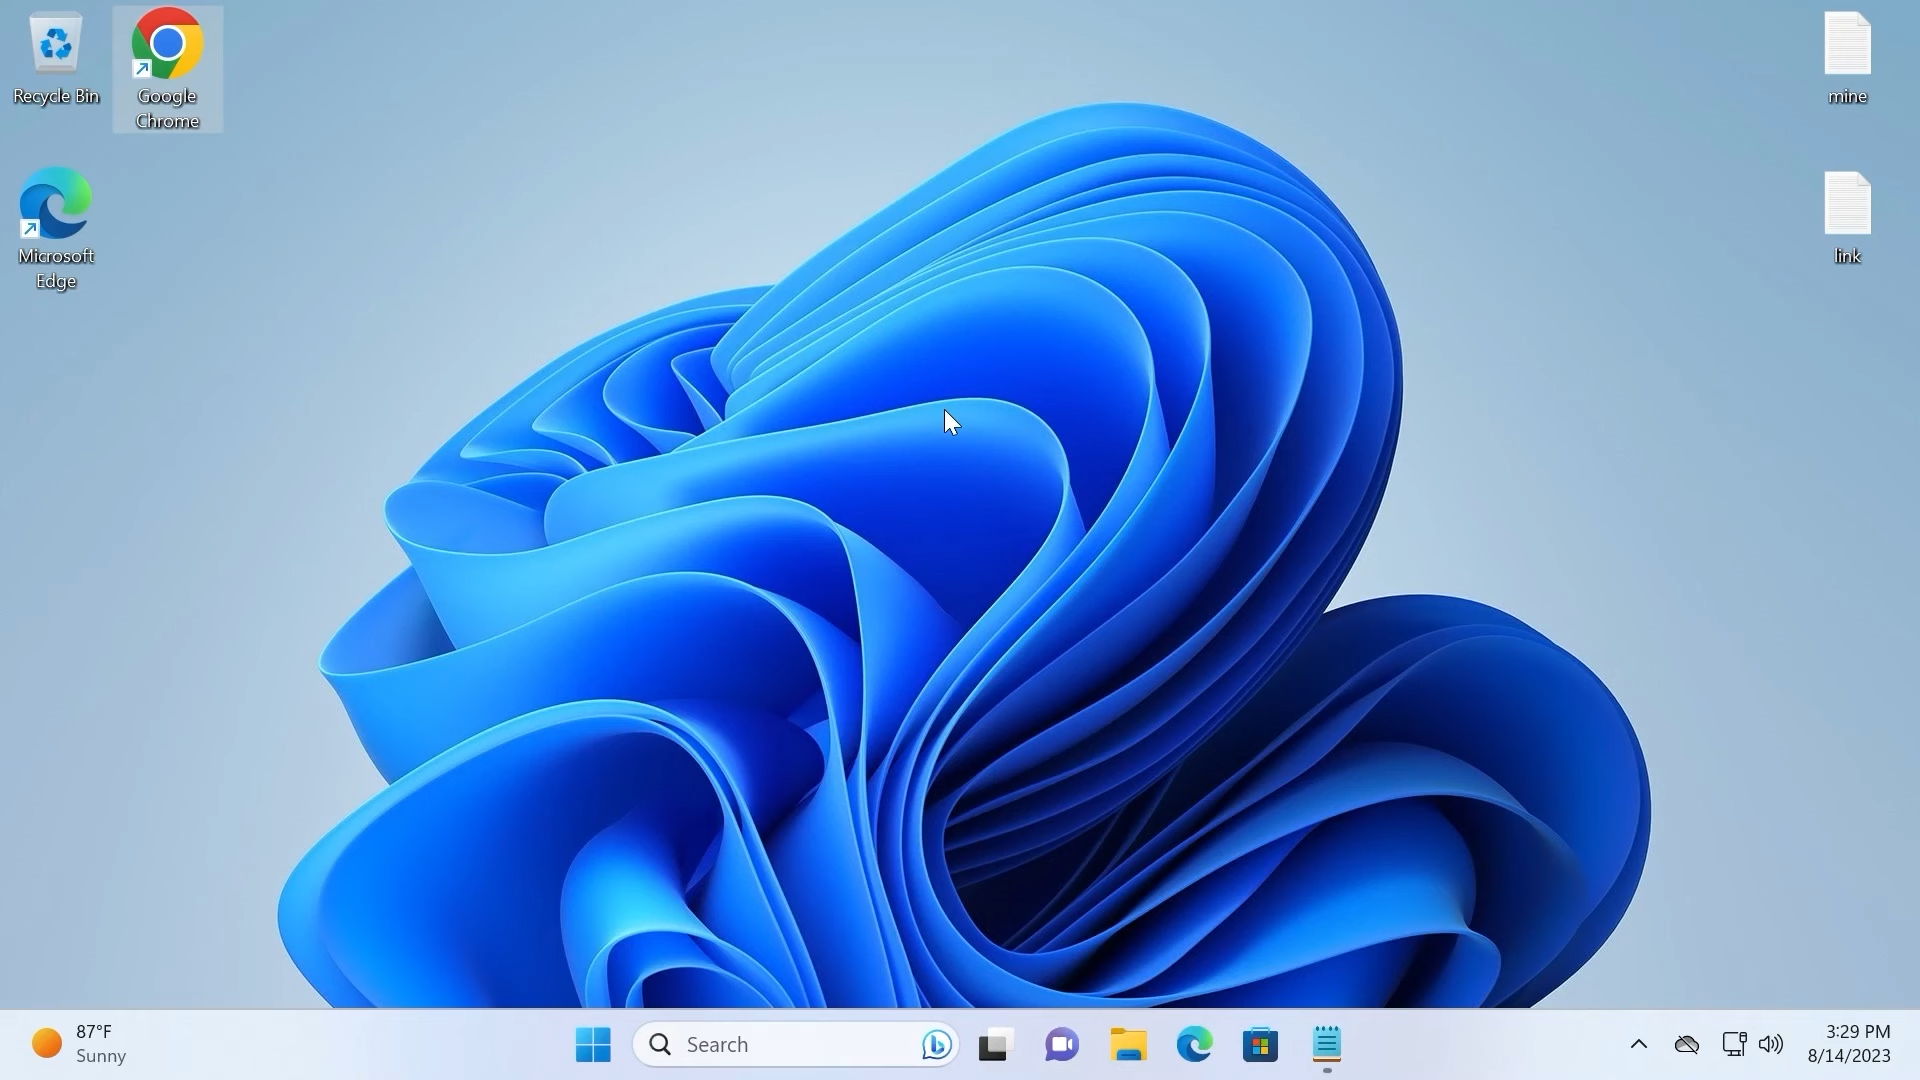 Recycle Bin
Google
Chrome
Microsoft
Edge
mine
link
87°F
Sunny
Search
3:29 PM
8/14/2023